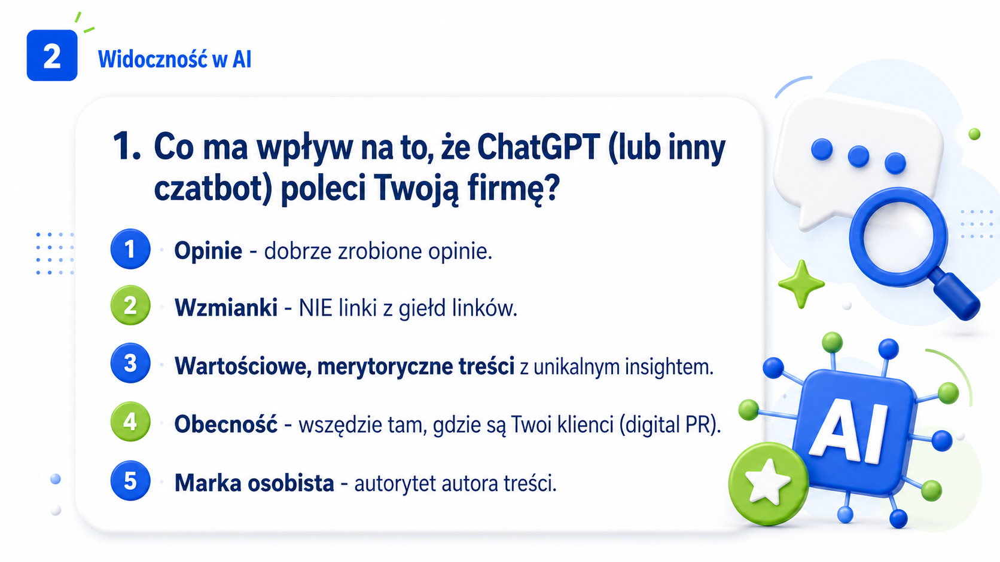 2
Widoczność w AI
1. Co ma wpływ na to, że ChatGPT (lub inny
czatbot) poleci Twoją firmę?
1 Opinie - dobrze zrobione opinie.
2 Wzmianki - NIE linki z giełd linków.
3 Wartościowe, merytoryczne treści z unikalnym insightem.
4 Obecność - wszędzie tam, gdzie są Twoi klienci (digital PR).
5 Marka osobista - autorytet autora treści.
AI